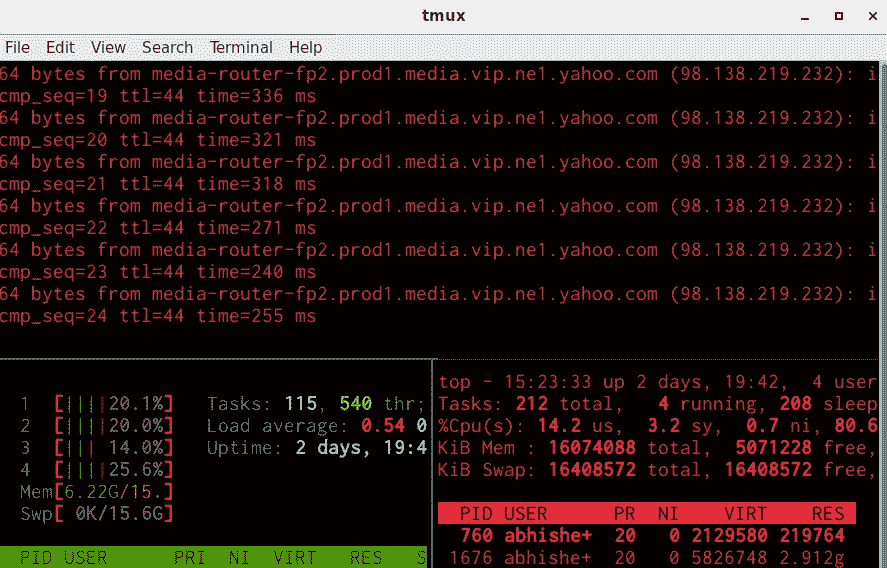 tmux
File Edit View Search Terminal Help
64 bytes from media-router-fp2.prod1.media.vip.ne1.yahoo.com (98.138.219.232): i
cmp_seq=19 ttl=44 time=336 ms
64 bytes from media-router-fp2.prod1.media.vip.ne1.yahoo.com (98.138.219.232): i
cmp_seq=20 ttl=44 time=321 ms
64 bytes from media-router-fp2.prod1.media.vip.ne1.yahoo.com (98.138.219.232): i
cmp_seq=21 ttl=44 time=318 ms
64 bytes from media-router-fp2.prod1.media.vip.ne1.yahoo.com (98.138.219.232): i
cmp_seq=22 ttl=44 time=271 ms
64 bytes from media-router-fp2.prod1.media.vip.ne1.yahoo.com (98.138.219.232): i
cmp_seq=23 ttl=44 time=240 ms
64 bytes from media-router-fp2.prod1.media.vip.ne1.yahoo.com (98.138.219.232): i
cmp_seq=24 ttl=44 time=255 ms
1 [||||20.1%] Tasks: 115, 540 thr;
2 [||||20.0%] Load average: 0.54 0
3 [||| 14.0%] Uptime: 2 days, 19:4
4 [||||25.6%]
Mem[6.22G/15.]
Swp[ 0K/15.6G]
PID USER PRI NI VIRT RES S
top - 15:23:33 up 2 days, 19:42, 4 user
Tasks: 212 total, 4 running, 208 sleep
%Cpu(s): 14.2 us, 3.2 sy, 0.7 ni, 80.6
KiB Mem : 16074088 total, 5071228 free,
KiB Swap: 16408572 total, 16408572 free,
PID USER PR NI VIRT RES
760 abhishe+ 20 0 2129580 219764
1676 abhishe+ 20 0 5826748 2.912g